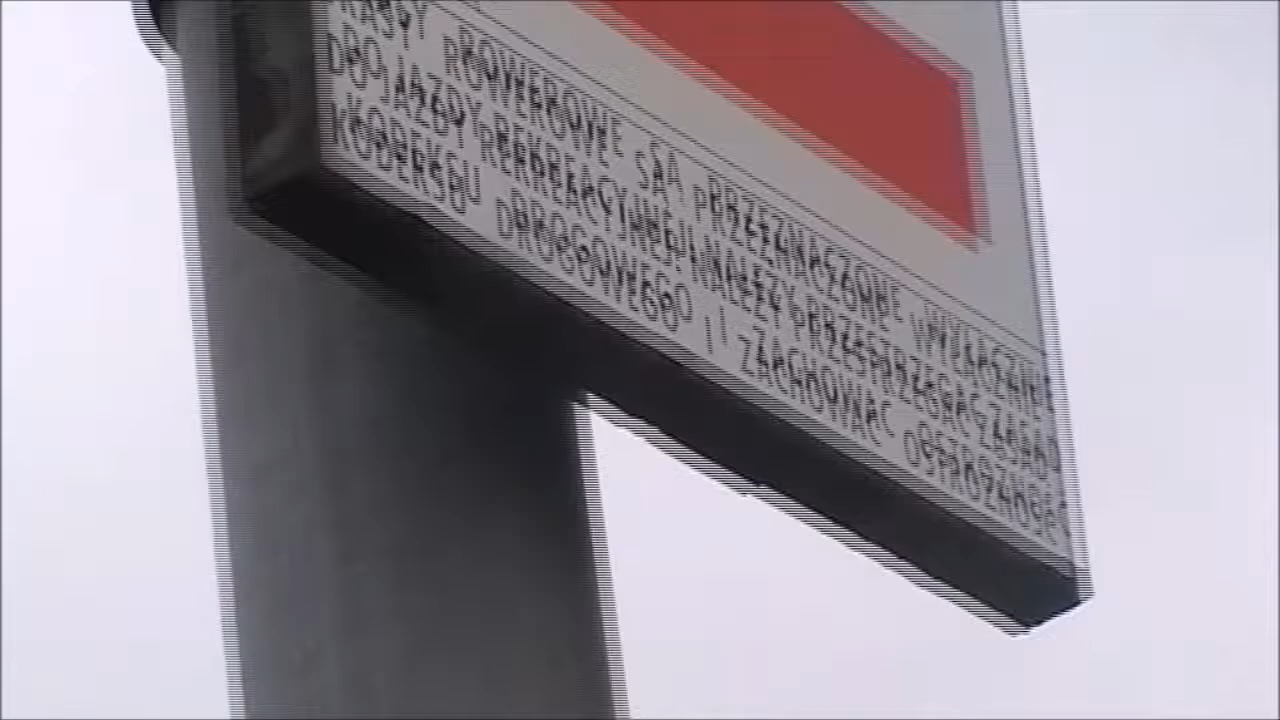 TRASY ROWEROWE SĄ PRZEZNACZONE WYŁĄCZNIE
DO JAZDY REKREACYJNEJ. NALEŻY PRZESTRZEGAĆ ZASAD
KODEKSU DROGOWEGO I ZACHOWAĆ OSTROŻNOŚĆ